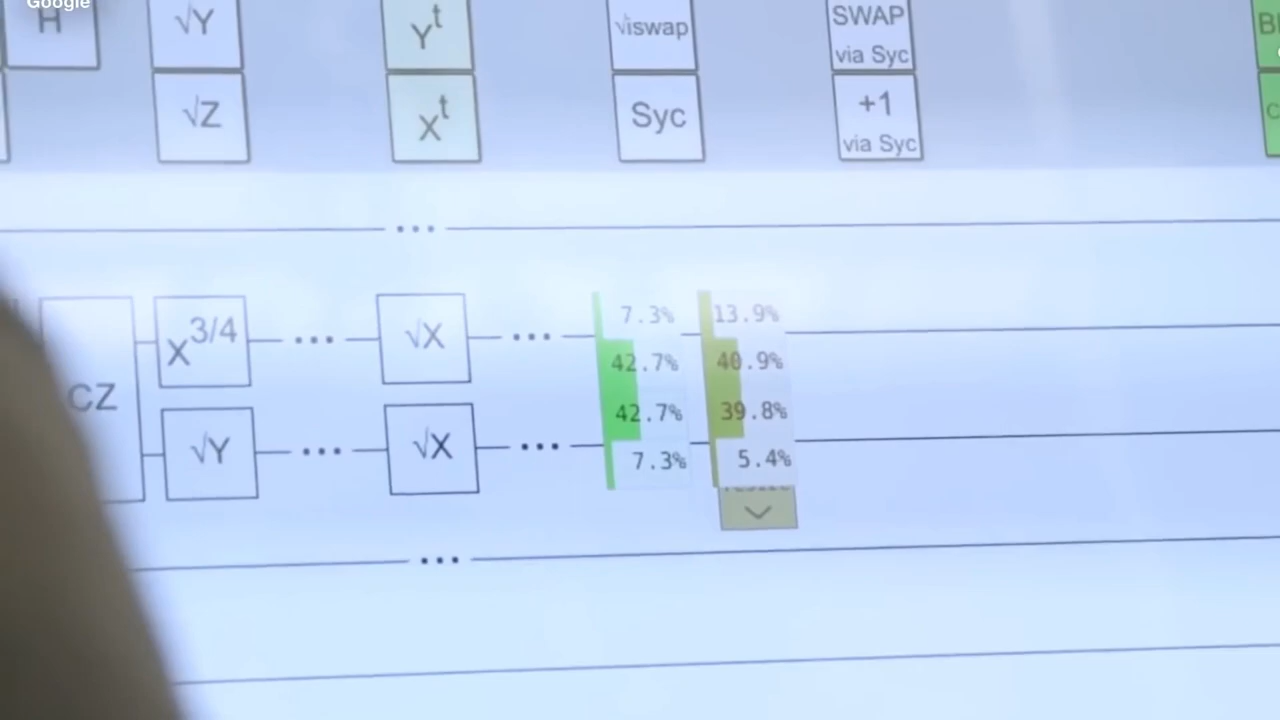 Google
H
√Y
Y^t
√iswap
SWAP
via Syc
√Z
X^t
Syc
+1
via Syc
...
CZ
X^3/4
...
√X
...
7.3%
42.7%
42.7%
7.3%
13.9%
40.9%
39.8%
5.4%
√Y
...
√X
...
...